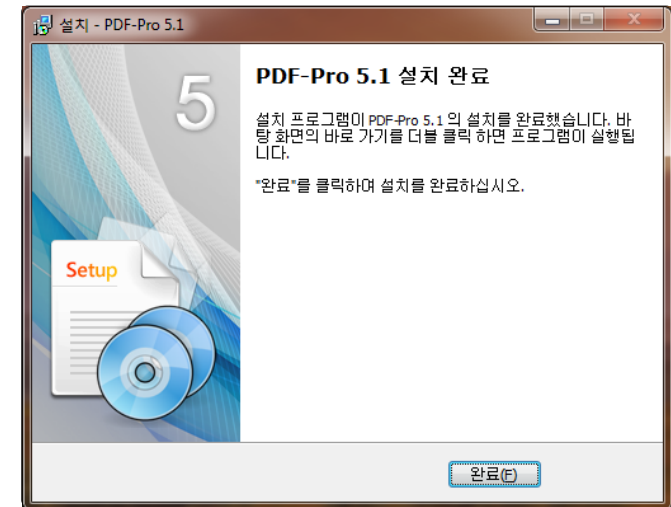 설치 - PDF-Pro 5.1
5
PDF-Pro 5.1 설치 완료
설치 프로그램이 PDF-Pro 5.1 의 설치를 완료했습니다. 바
탕 화면의 바로 가기를 더블 클릭 하면 프로그램이 실행됩
니다.
"완료"를 클릭하여 설치를 완료하십시오.
Setup
완료(F)